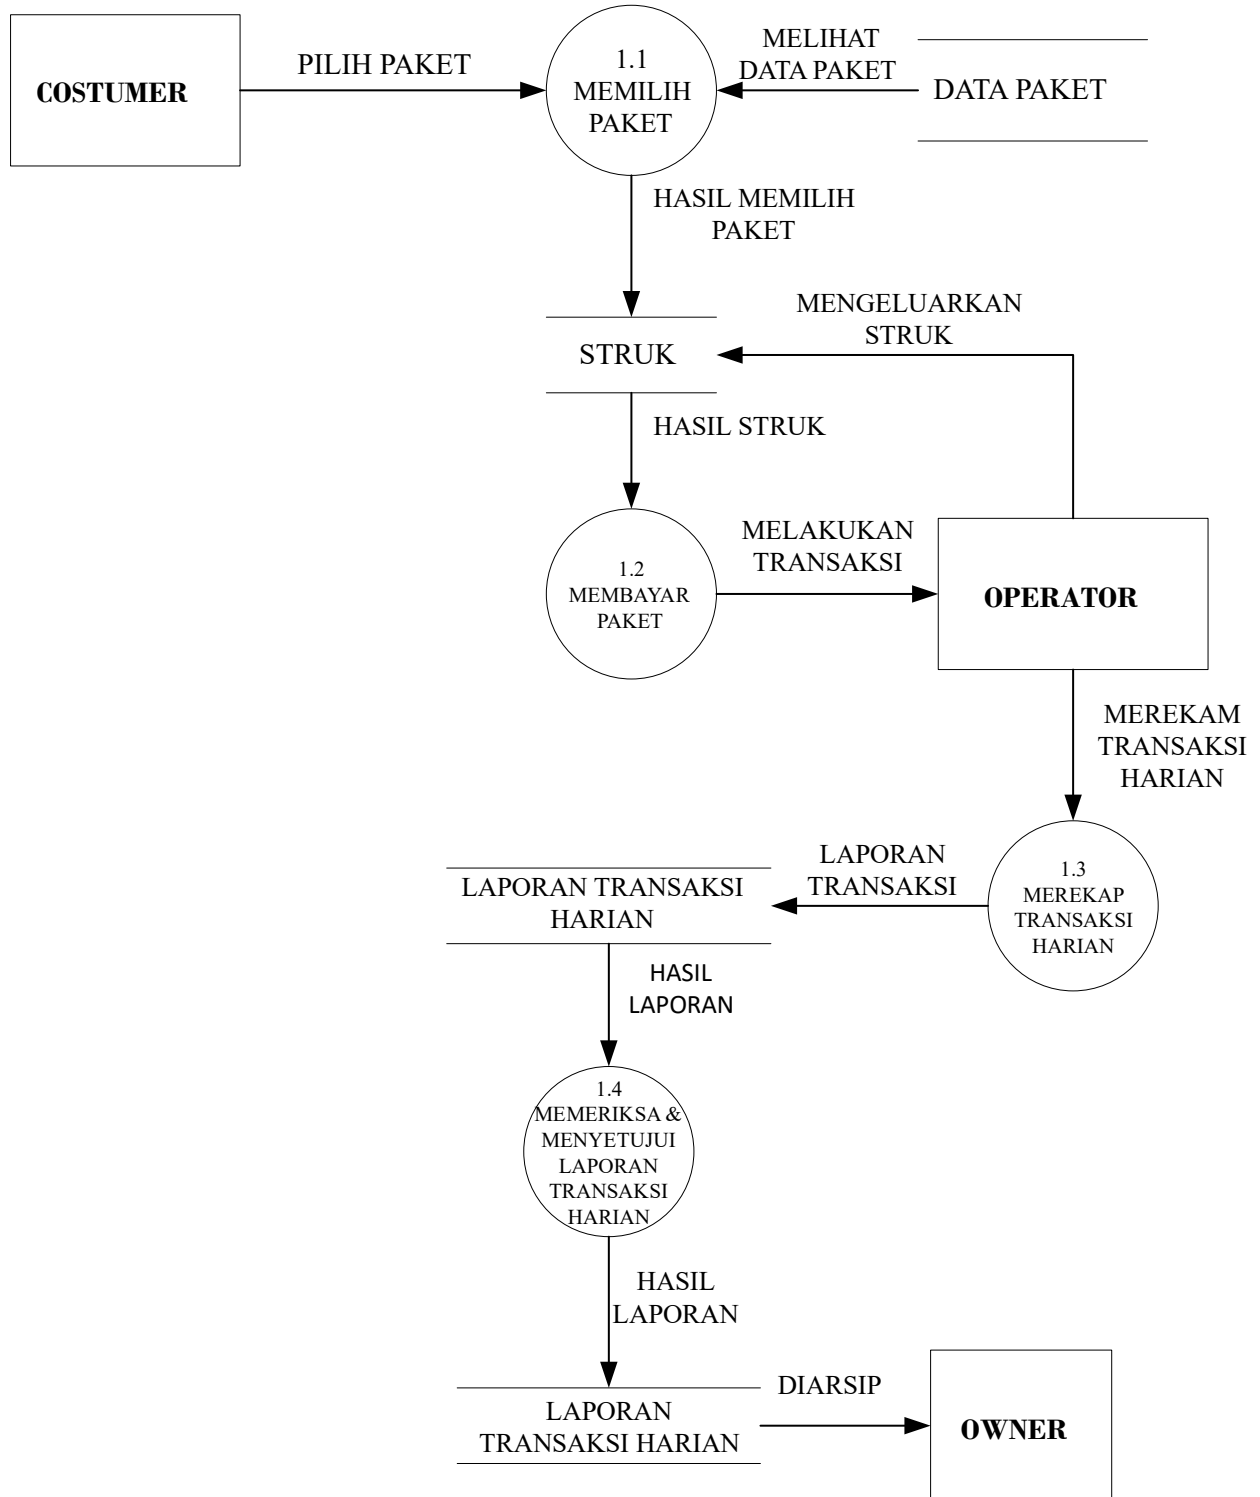 COSTUMER
PILIH PAKET
1.1
MEMILIH
PAKET
MELIHAT
DATA PAKET
DATA PAKET
HASIL MEMILIH
PAKET
STRUK
MENGELUARKAN
STRUK
HASIL STRUK
1.2
MEMBAYAR
PAKET
MELAKUKAN
TRANSAKSI
OPERATOR
MEREKAM
TRANSAKSI
HARIAN
1.3
MEREKAP
TRANSAKSI
HARIAN
LAPORAN
TRANSAKSI
LAPORAN TRANSAKSI
HARIAN
HASIL
LAPORAN
1.4
MEMERIKSA &
MENYETUJUI
LAPORAN
TRANSAKSI
HARIAN
HASIL
LAPORAN
LAPORAN
TRANSAKSI HARIAN
DIARSIP
OWNER